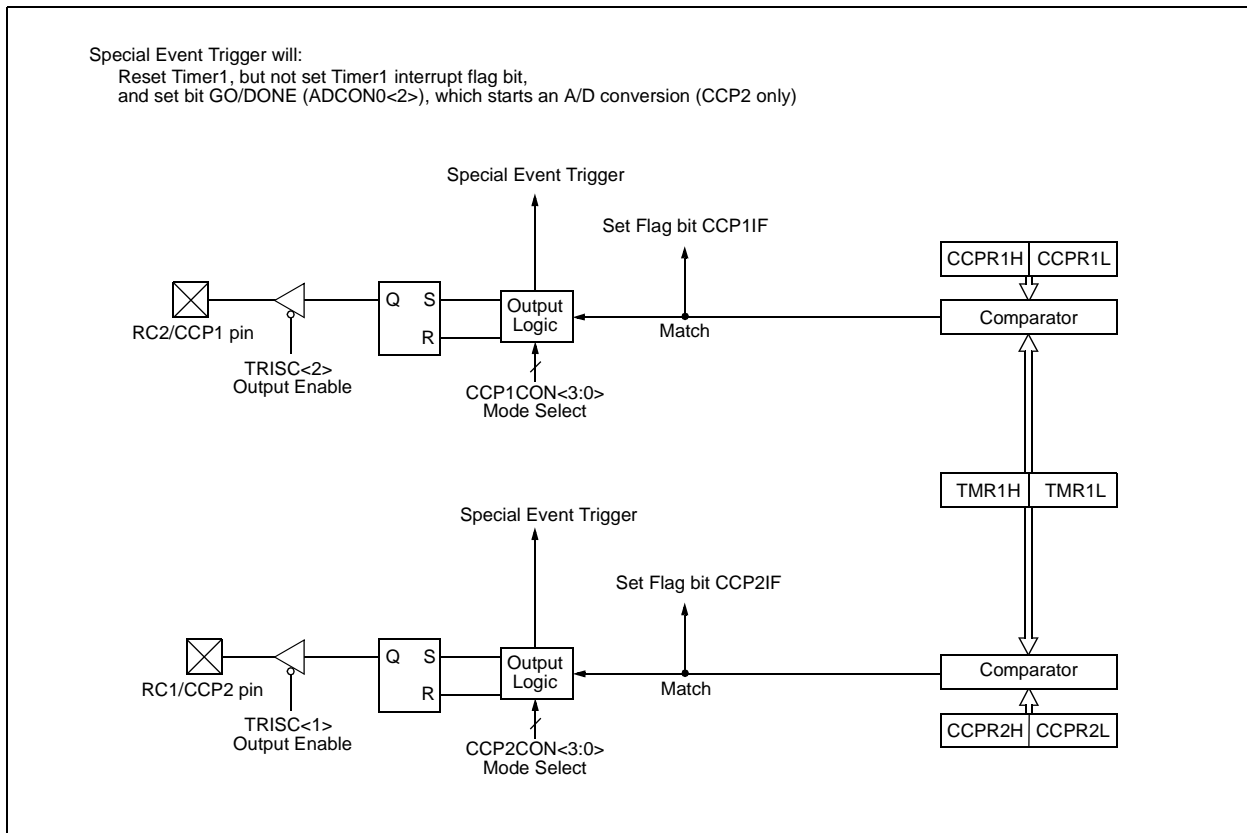 Special Event Trigger will:
Reset Timer1, but not set Timer1 interrupt flag bit,
and set bit GO/DONE (ADCON0<2>), which starts an A/D conversion (CCP2 only)
Special Event Trigger
Set Flag bit CCP1IF
CCPR1H CCPR1L
Q S
R
Output
Logic
Comparator
RC2/CCP1 pin
Match
TRISC<2>
Output Enable
CCP1CON<3:0>
Mode Select
TMR1H TMR1L
Special Event Trigger
Set Flag bit CCP2IF
Q S
R
Output
Logic
Comparator
RC1/CCP2 pin
Match
TRISC<1>
Output Enable
CCP2CON<3:0>
Mode Select
CCPR2H CCPR2L